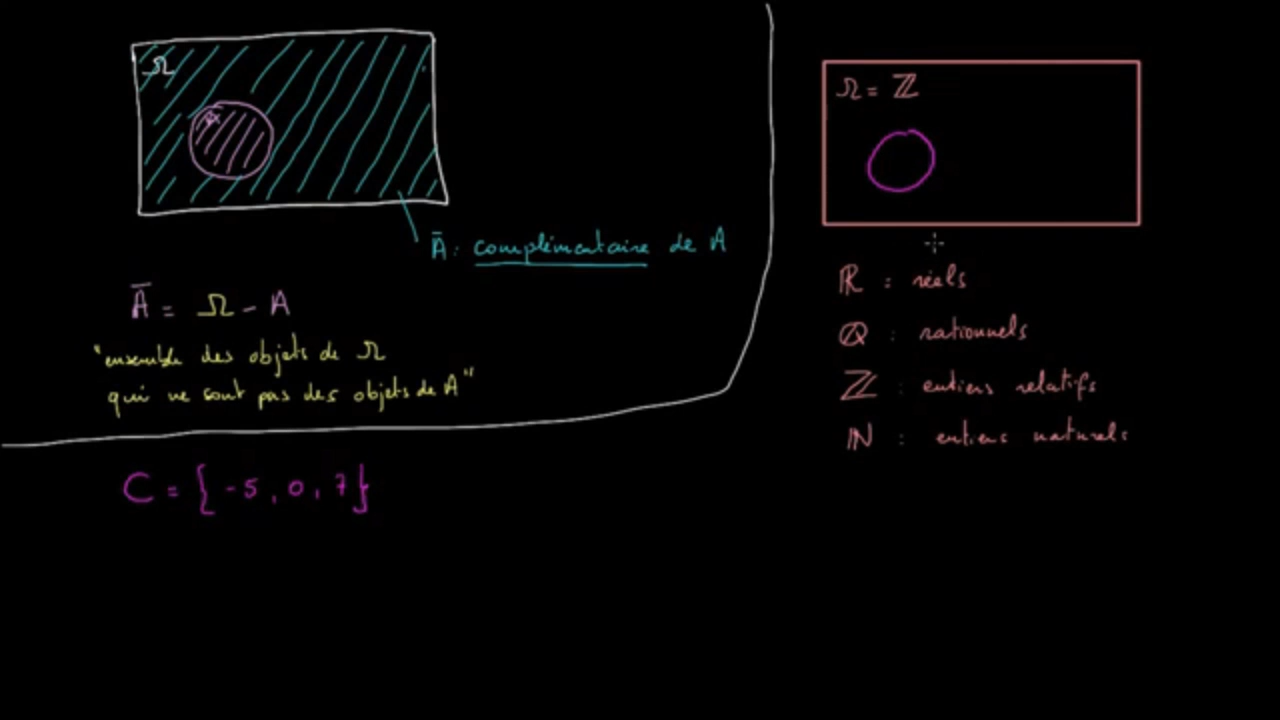 Ω
A
Ā : complémentaire de A
Ā = Ω - A
"ensemble des objets de Ω
qui ne sont pas des objets de A"
C = { -5, 0, 7}
Ω = ℤ
ℝ : réels
ℚ : rationnels
ℤ : entiers relatifs
ℕ : entiers naturels